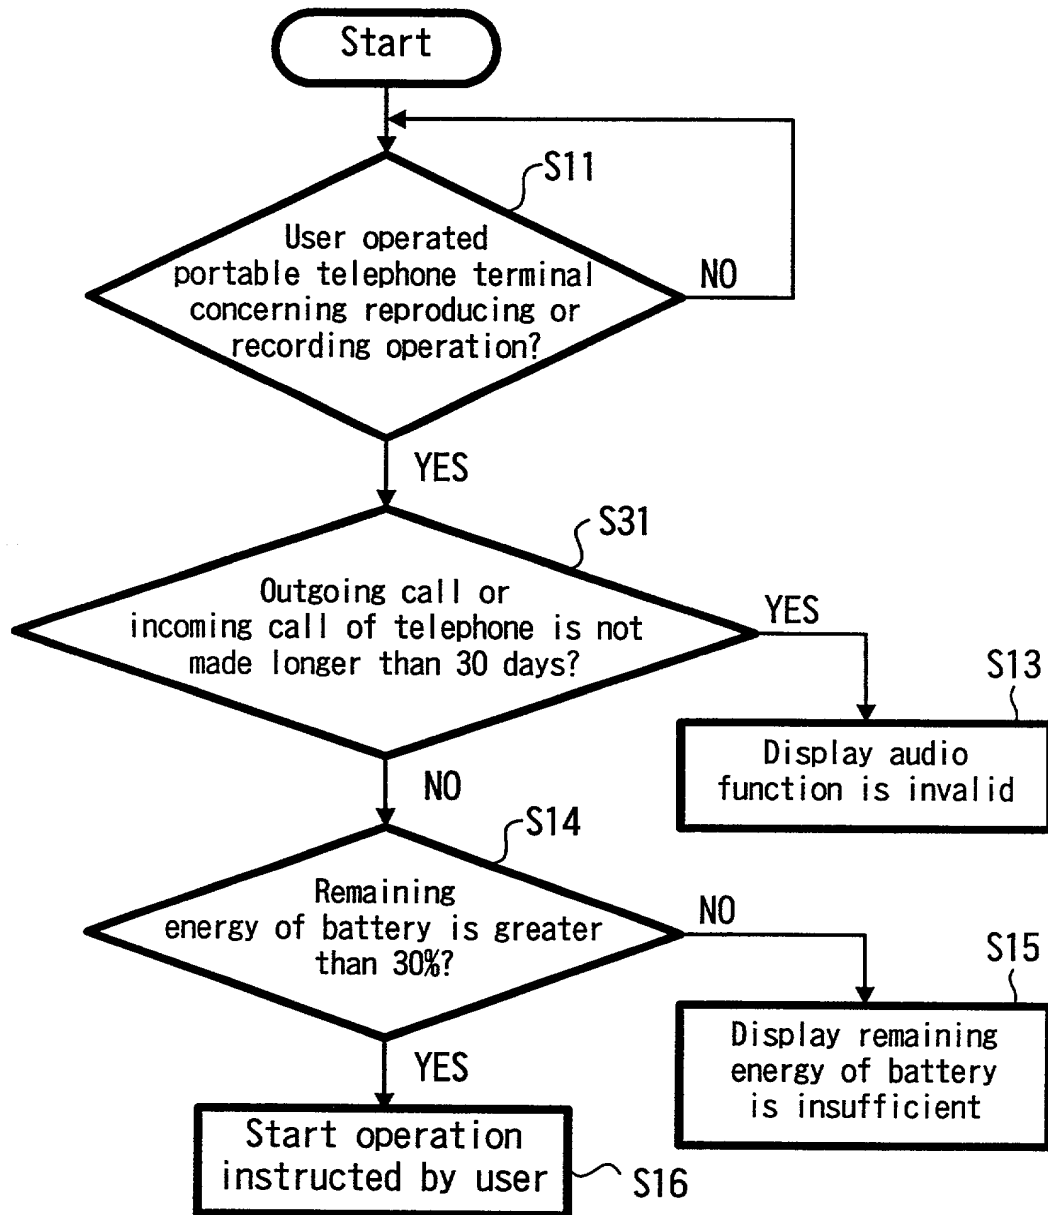 Start
S11
User operated
portable telephone terminal
concerning reproducing or
recording operation?
NO
YES
S31
Outgoing call or
incoming call of telephone is not
made longer than 30 days?
YES
S13
Display audio
function is invalid
NO
S14
Remaining
energy of battery is greater
than 30%?
NO
S15
Display remaining
energy of battery
is insufficient
YES
Start operation
instructed by user
S16